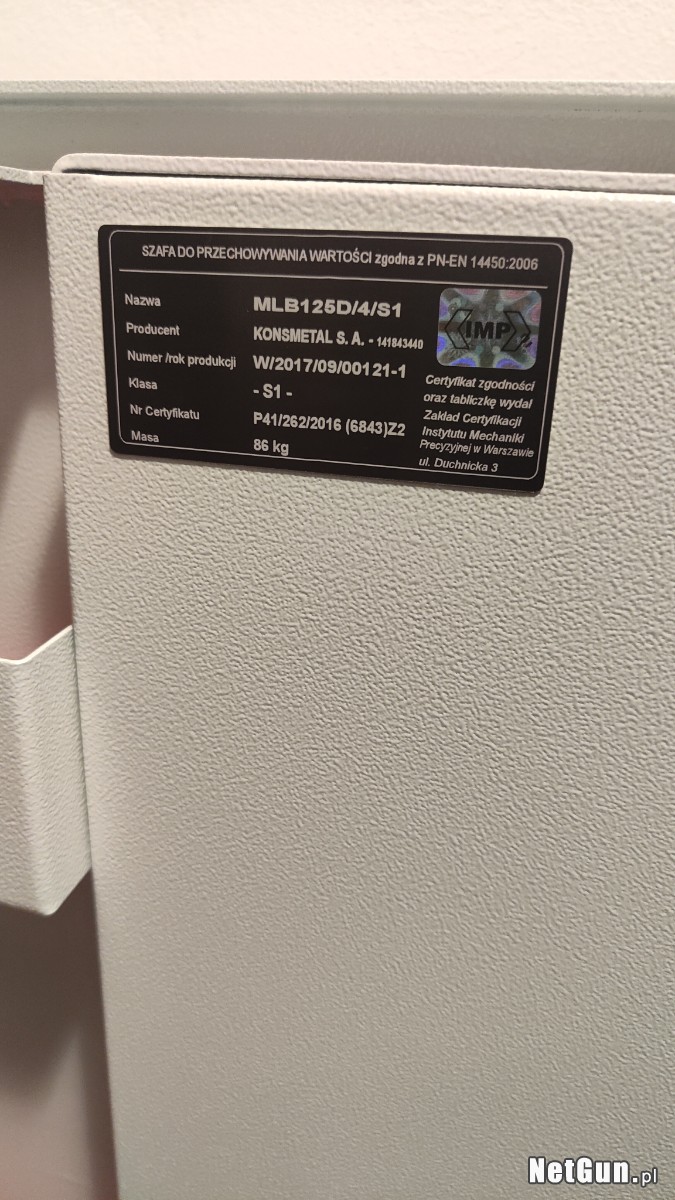 SZAFA DO PRZECHOWYWANIA WARTOŚCI zgodna z PN-EN 14450:2006
Nazwa MLB125D/4/S1
Producent KONSMETAL S. A. - 141843440
Numer /rok produkcji W/2017/09/00121-1
Klasa - S1 -
Nr Certyfikatu P41/262/2016 (6843)Z2
Masa 86 kg
IMP
Certyfikat zgodności
oraz tabliczkę wydał
Zakład Certyfikacji
Instytutu Mechaniki
Precyzyjnej w Warszawie
ul. Duchnicka 3
NetGun.pl